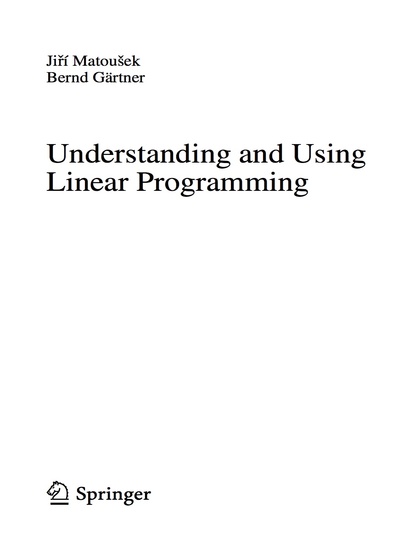 Jiří Matoušek
Bernd Gärtner
Understanding and Using
Linear Programming
Springer